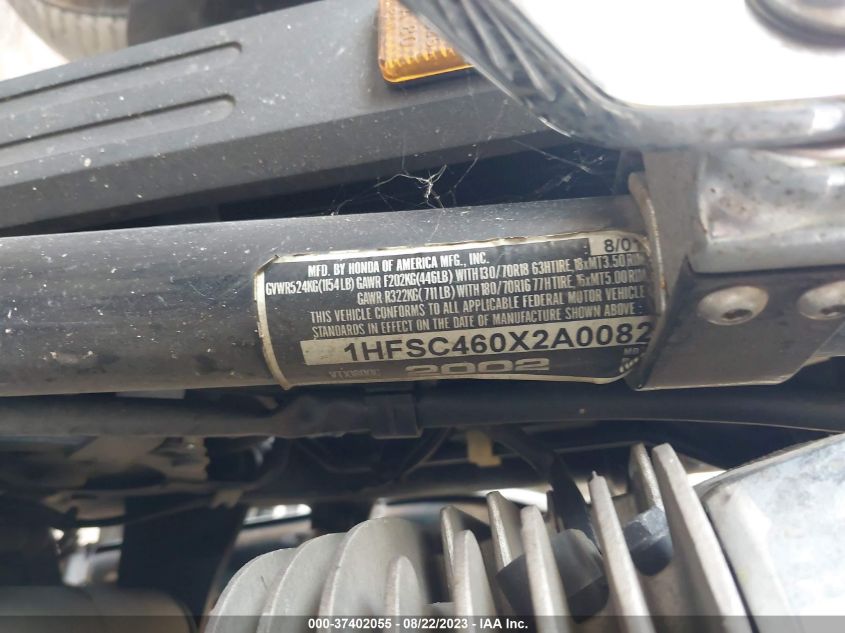 8/01
MFD. BY HONDA OF AMERICA MFG., INC.
GVWR524KG(1154LB) GAWR F202KG(446LB) WITH 130/70R18 63HTIRE 18xMT3.50 RIM
GAWR R322KG(711LB) WITH 180/70R16 77H TIRE 16xMT5.00 RIM
THIS VEHICLE CONFORMS TO ALL APPLICABLE FEDERAL MOTOR VEHICLE
STANDARDS IN EFFECT ON THE DATE OF MANUFACTURE SHOWN ABOVE
1HFSC460X2A0082
VTX1800C 2002
000-37402055 - 08/22/2023 - IAA Inc.